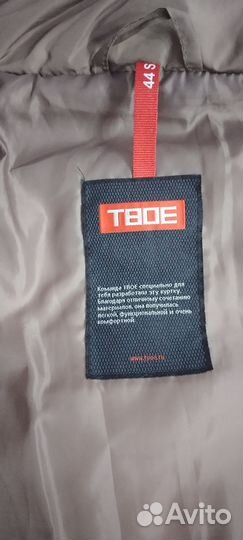 44 S
ТВОЕ
Команда ТВОЕ специально для
тебя разработала эту куртку.
Благодаря отличному сочетанию
материалов, она получилась
легкой, функциональной и очень
комфортной.
www.tvoe.ru
Avito